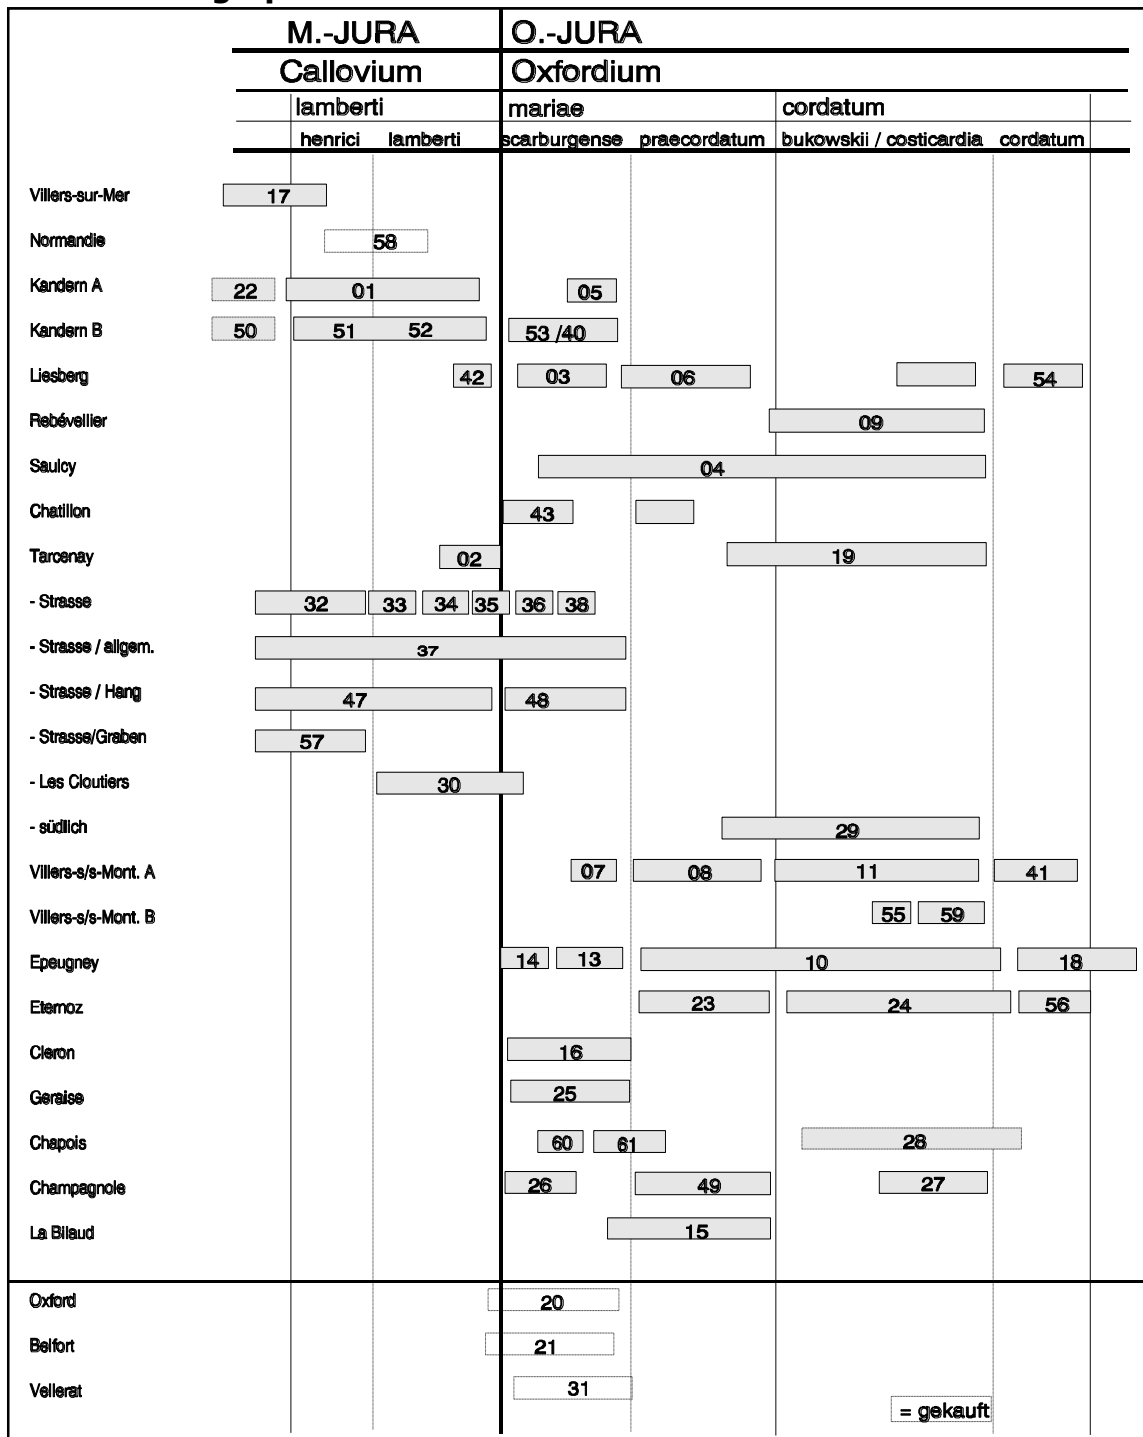 M.-JURA O.-JURA
Callovium Oxfordium
lamberti mariae cordatum
henrici lamberti scarburgense praecordatum bukowskii / costicardia cordatum
Villers-sur-Mer 17
Normandie 58
Kandern A 22 01 05
Kandern B 50 51 52 53 /40
Liesberg 42 03 06 54
Rebévellier 09
Saulcy 04
Chatillon 43
Tarcenay 02 19
- Strasse 32 33 34 35 36 38
- Strasse / allgem. 37
- Strasse / Hang 47 48
- Strasse/Graben 57
- Les Cloutiers 30
- südlich 29
Villers-s/s-Mont. A 07 08 11 41
Villers-s/s-Mont. B 55 59
Epeugney 14 13 10 18
Eternoz 23 24 56
Cleron 16
Geraise 25
Chapois 60 61 28
Champagnole 26 49 27
La Billaud 15
Oxford 20
Belfort 21
Vellerat 31
= gekauft